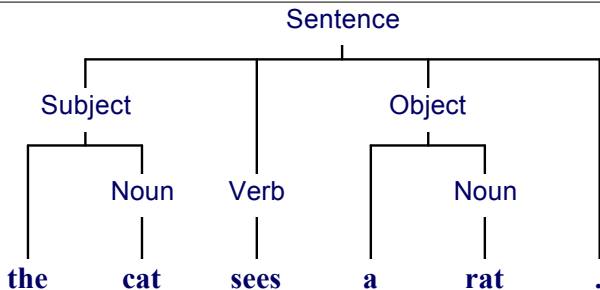 Sentence
Subject Object
Noun Verb Noun
the cat sees a rat .